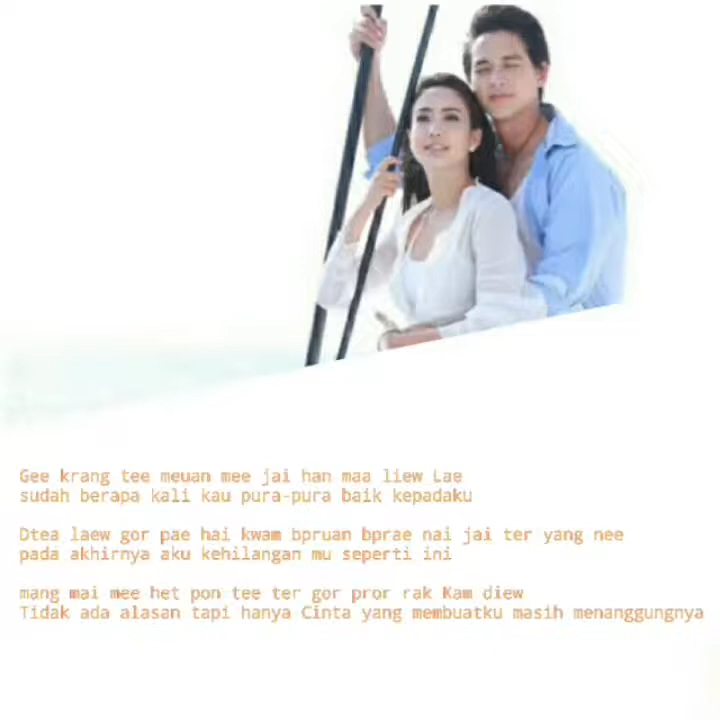 Gee krang tee meuan mee jai han maa liew Lae
sudah berapa kali kau pura-pura baik kepadaku
Dtea laew gor pae hai kwam bpruan bprae nai jai ter yang nee
pada akhirnya aku kehilangan mu seperti ini
mang mai mee het pon tee ter gor pror rak Kam diew
Tidak ada alasan tapi hanya Cinta yang membuatku masih menanggungnya